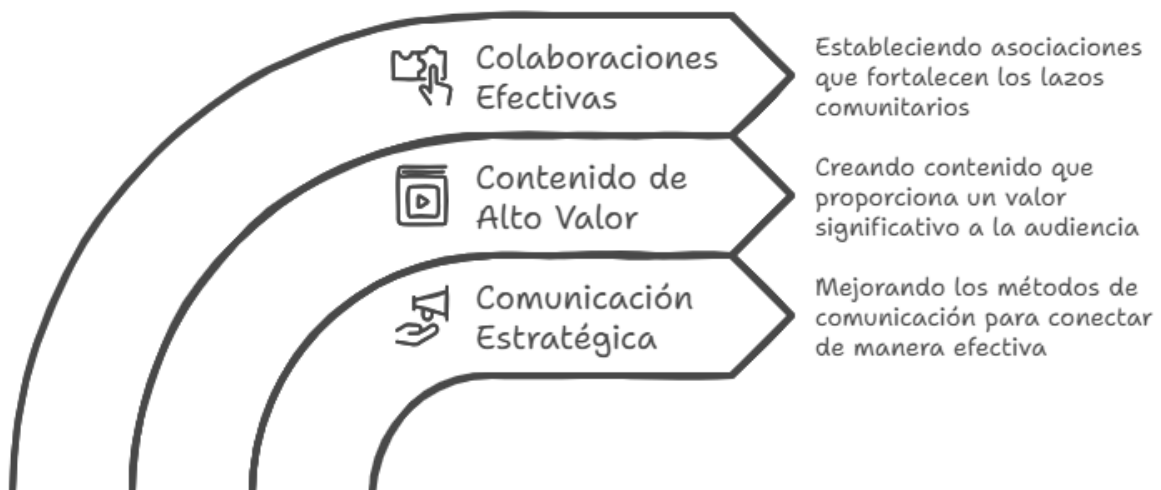 Colaboraciones
Efectivas
Estableciendo asociaciones
que fortalecen los lazos
comunitarios
Contenido de
Alto Valor
Creando contenido que
proporciona un valor
significativo a la audiencia
Comunicación
Estratégica
Mejorando los métodos de
comunicación para conectar
de manera efectiva